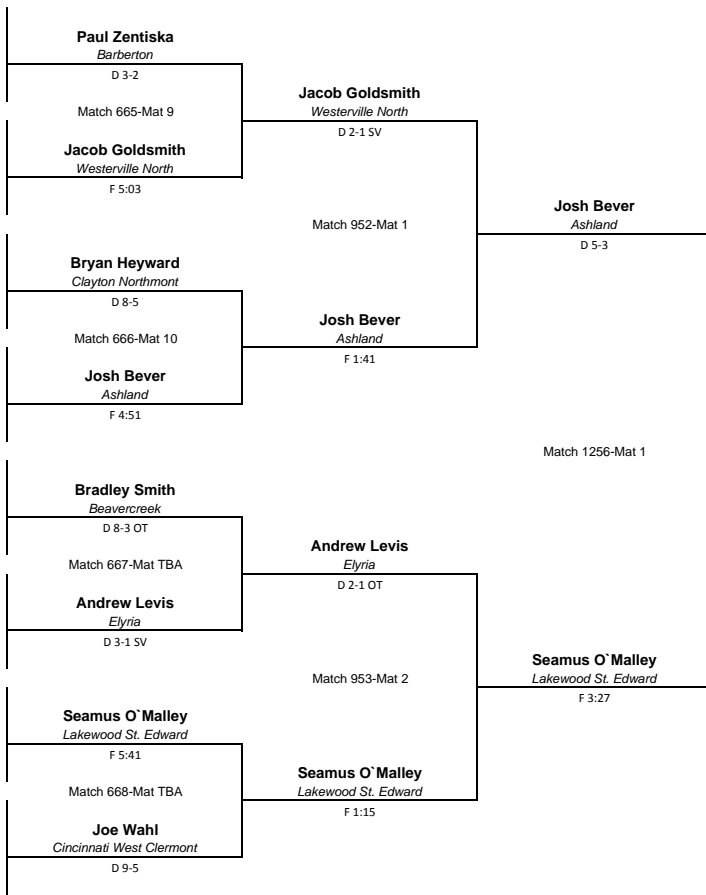 Paul Zentiska
Barberton
D 3-2
Match 665-Mat 9
Jacob Goldsmith
Westerville North
F 5:03
Jacob Goldsmith
Westerville North
D 2-1 SV
Bryan Heyward
Clayton Northmont
D 8-5
Match 666-Mat 10
Josh Bever
Ashland
F 4:51
Josh Bever
Ashland
F 1:41
Match 952-Mat 1
Josh Bever
Ashland
D 5-3
Match 1256-Mat 1
Bradley Smith
Beavercreek
D 8-3 OT
Match 667-Mat TBA
Andrew Levis
Elyria
D 3-1 SV
Andrew Levis
Elyria
D 2-1 OT
Match 953-Mat 2
Seamus O`Malley
Lakewood St. Edward
F 5:41
Match 668-Mat TBA
Joe Wahl
Cincinnati West Clermont
D 9-5
Seamus O`Malley
Lakewood St. Edward
F 1:15
Seamus O`Malley
Lakewood St. Edward
F 3:27